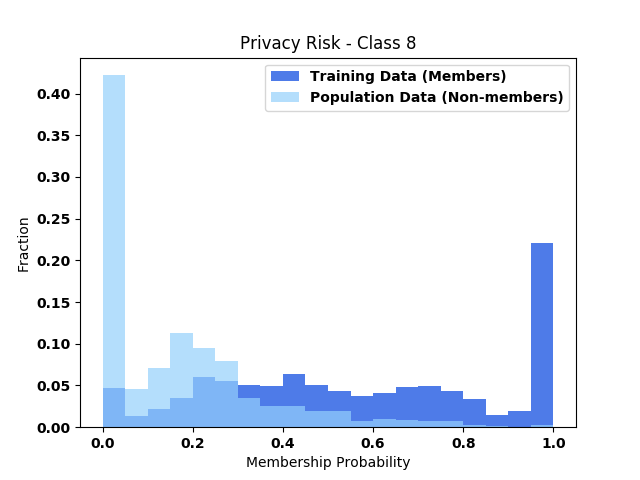 Privacy Risk - Class 8
Training Data (Members)
Population Data (Non-members)
Fraction
0.40
0.35
0.30
0.25
0.20
0.15
0.10
0.05
0.00
0.0 0.2 0.4 0.6 0.8 1.0
Membership Probability